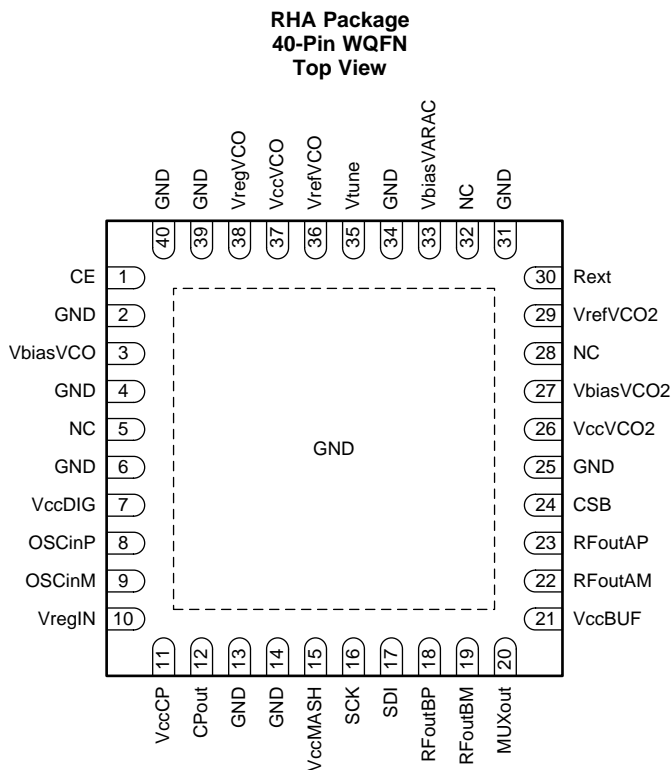 RHA Package
40-Pin WQFN
Top View
GND
GND
VregVCO
VccVCO
VrefVCO
Vtune
GND
VbiasVARAC
NC
GND
40
39
38
37
36
35
34
33
32
31
CE 1
GND 2
VbiasVCO 3
GND 4
NC 5
GND 6
VccDIG 7
OSCinP 8
OSCinM 9
VregIN 10
GND
30 Rext
29 VrefVCO2
28 NC
27 VbiasVCO2
26 VccVCO2
25 GND
24 CSB
23 RFoutAP
22 RFoutAM
21 VccBUF
11
12
13
14
15
16
17
18
19
20
VccCP
CPout
GND
GND
VccMASH
SCK
SDI
RFoutBP
RFoutBM
MUXout